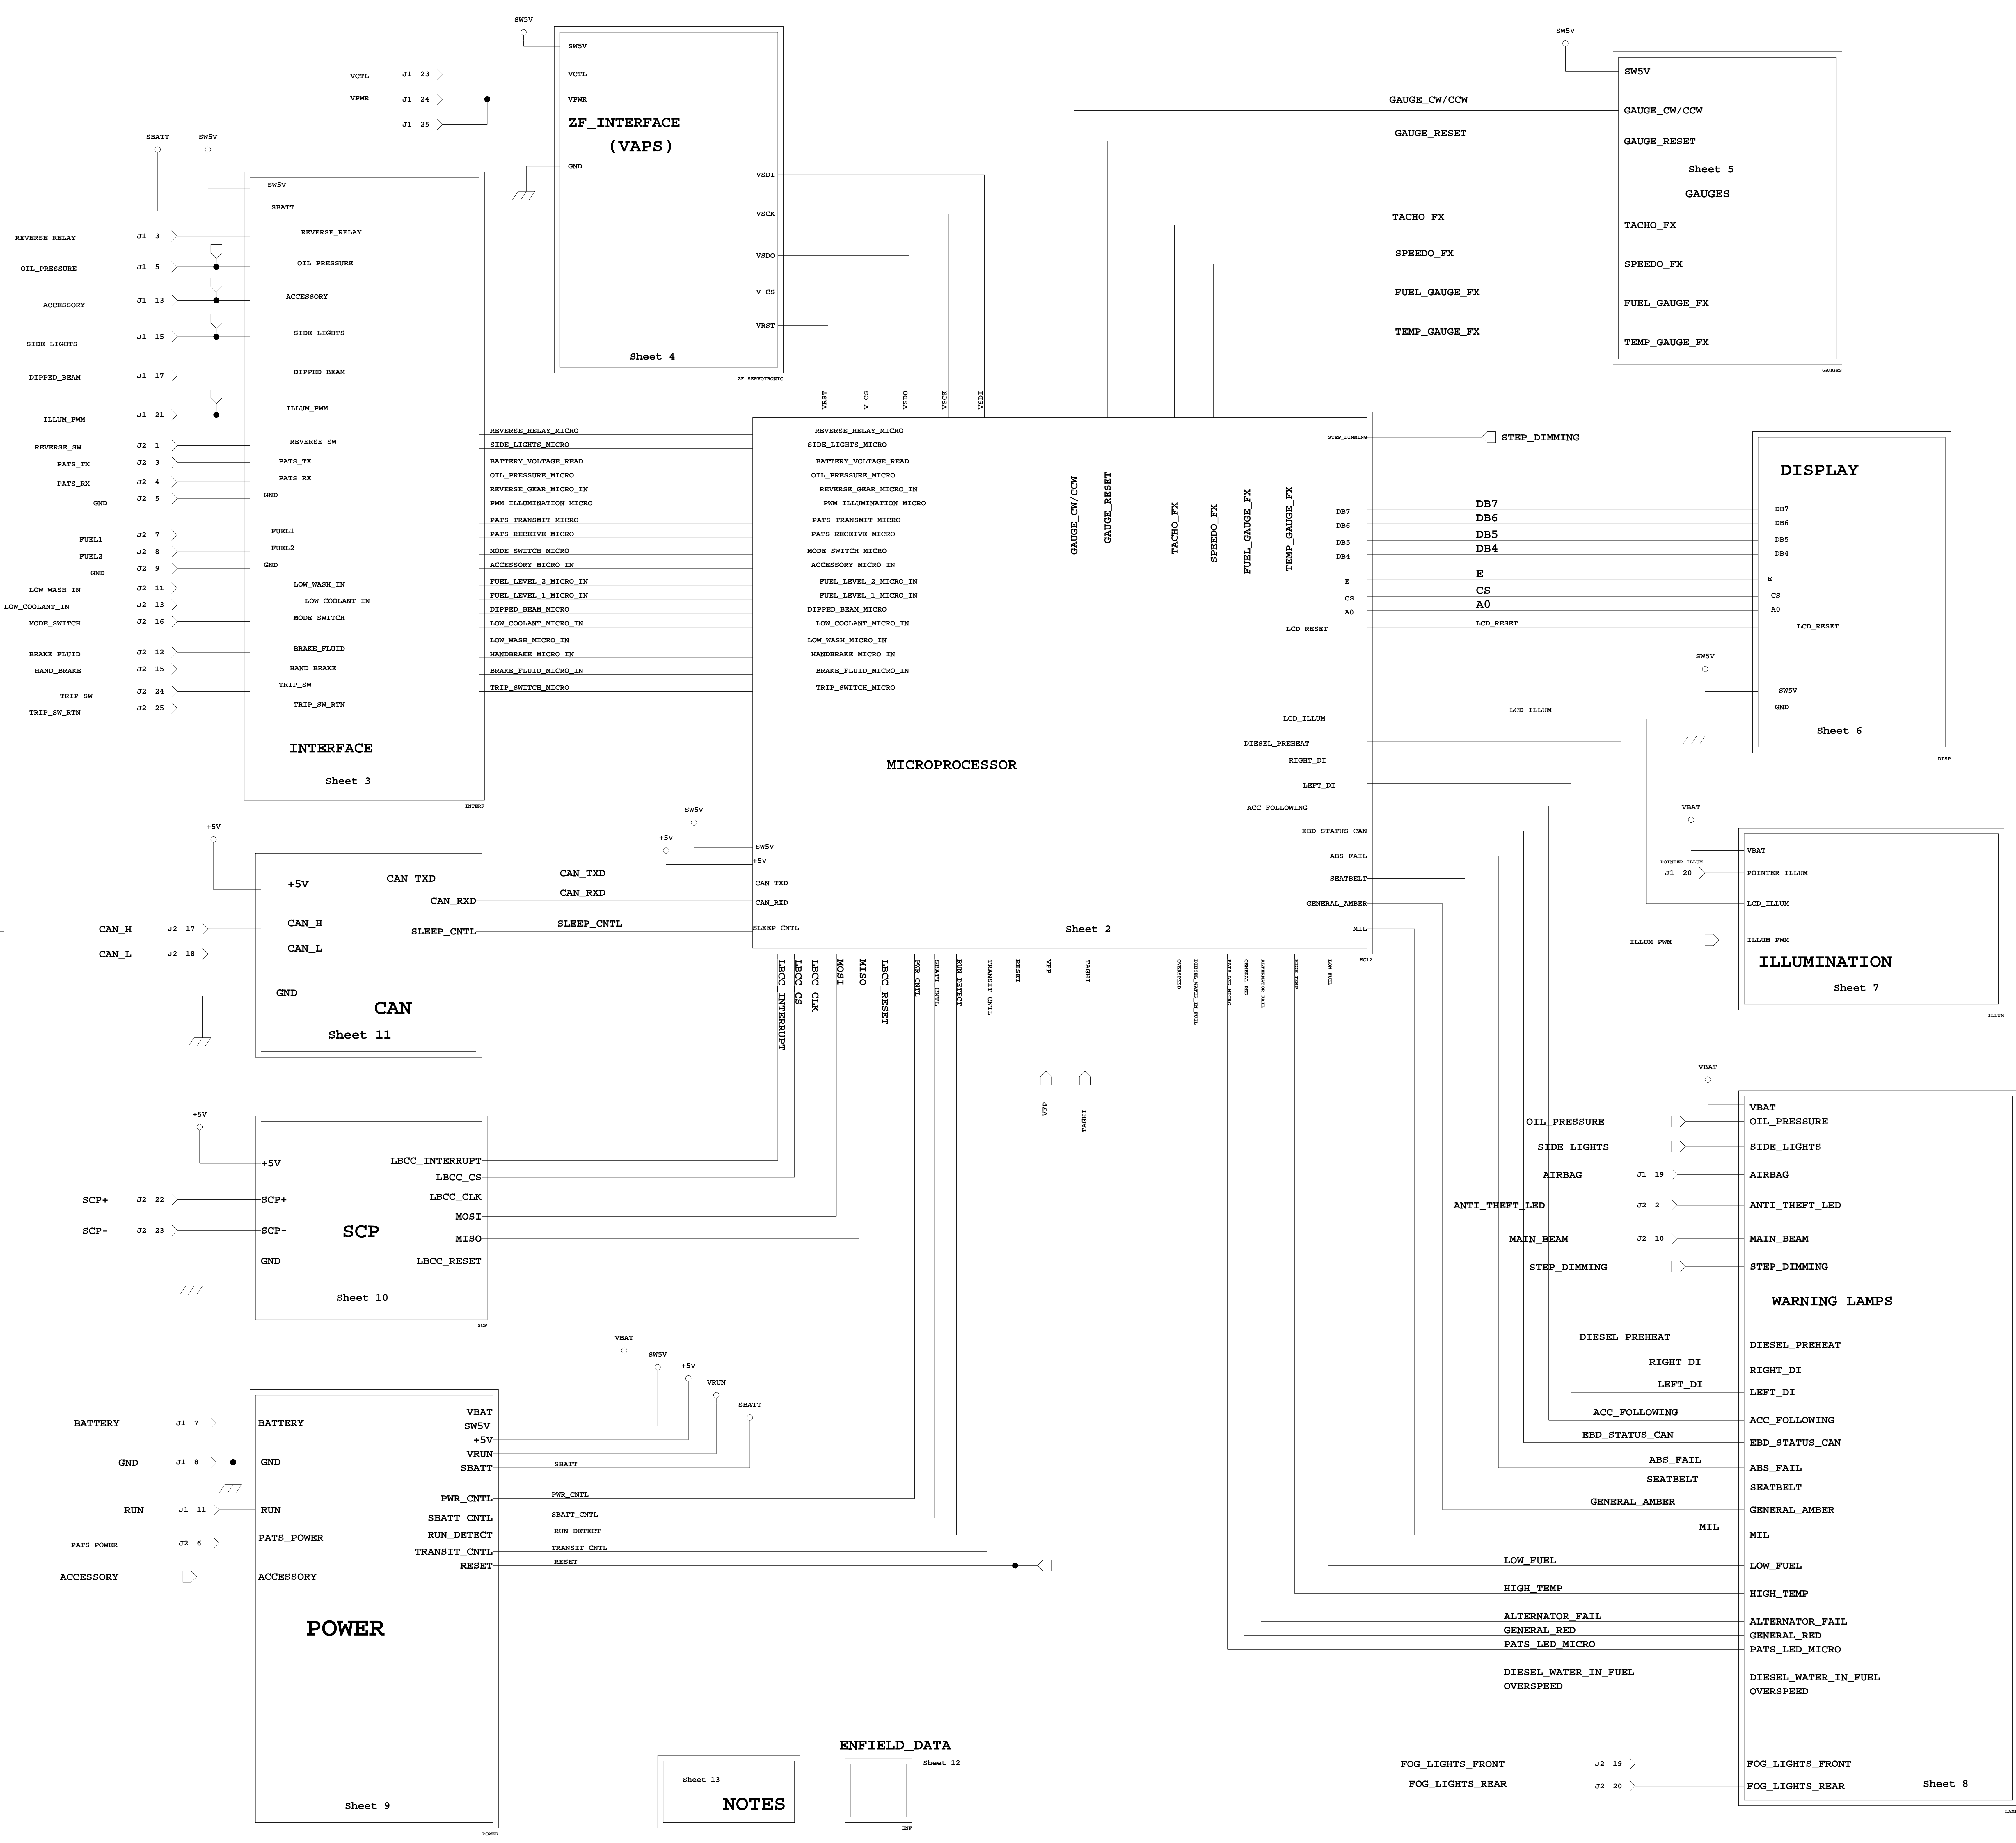 SW5V
SW5V
VCTL J1 23 VCTL
VPWR J1 24 VPWR
J1 25
ZF_INTERFACE
(VAPS)
GND
VSDI
VSCK
VSDO
V_CS
VRST
Sheet 4
ZF_SERVOTRONIC
SW5V
SW5V
GAUGE_CW/CCW GAUGE_CW/CCW
GAUGE_RESET GAUGE_RESET
Sheet 5
GAUGES
TACHO_FX TACHO_FX
SPEEDO_FX SPEEDO_FX
FUEL_GAUGE_FX FUEL_GAUGE_FX
TEMP_GAUGE_FX TEMP_GAUGE_FX
GAUGES
SBATT SW5V
SW5V
SBATT
REVERSE_RELAY J1 3 REVERSE_RELAY
OIL_PRESSURE J1 5 OIL_PRESSURE
ACCESSORY J1 13 ACCESSORY
SIDE_LIGHTS J1 15 SIDE_LIGHTS
DIPPED_BEAM J1 17 DIPPED_BEAM
ILLUM_PWM J1 21 ILLUM_PWM
REVERSE_SW J2 1 REVERSE_SW
PATS_TX J2 3 PATS_TX
PATS_RX J2 4 PATS_RX
GND J2 5 GND
FUEL1 J2 7 FUEL1
FUEL2 J2 8 FUEL2
GND J2 9 GND
LOW_WASH_IN J2 11 LOW_WASH_IN
LOW_COOLANT_IN J2 13 LOW_COOLANT_IN
MODE_SWITCH J2 16 MODE_SWITCH
BRAKE_FLUID J2 12 BRAKE_FLUID
HAND_BRAKE J2 15 HAND_BRAKE
TRIP_SW J2 24 TRIP_SW
TRIP_SW_RTN J2 25 TRIP_SW_RTN
INTERFACE
Sheet 3
INTERF
VRST V_CS VSDO VSCK VSDI
REVERSE_RELAY_MICRO REVERSE_RELAY_MICRO
SIDE_LIGHTS_MICRO SIDE_LIGHTS_MICRO
BATTERY_VOLTAGE_READ BATTERY_VOLTAGE_READ
OIL_PRESSURE_MICRO OIL_PRESSURE_MICRO
REVERSE_GEAR_MICRO_IN REVERSE_GEAR_MICRO_IN
PWM_ILLUMINATION_MICRO PWM_ILLUMINATION_MICRO
PATS_TRANSMIT_MICRO PATS_TRANSMIT_MICRO
PATS_RECEIVE_MICRO PATS_RECEIVE_MICRO
MODE_SWITCH_MICRO MODE_SWITCH_MICRO
ACCESSORY_MICRO_IN ACCESSORY_MICRO_IN
FUEL_LEVEL_2_MICRO_IN FUEL_LEVEL_2_MICRO_IN
FUEL_LEVEL_1_MICRO_IN FUEL_LEVEL_1_MICRO_IN
DIPPED_BEAM_MICRO DIPPED_BEAM_MICRO
LOW_COOLANT_MICRO_IN LOW_COOLANT_MICRO_IN
LOW_WASH_MICRO_IN LOW_WASH_MICRO_IN
HANDBRAKE_MICRO_IN HANDBRAKE_MICRO_IN
BRAKE_FLUID_MICRO_IN BRAKE_FLUID_MICRO_IN
TRIP_SWITCH_MICRO TRIP_SWITCH_MICRO
GAUGE_CW/CCW GAUGE_RESET TACHO_FX SPEEDO_FX FUEL_GAUGE_FX TEMP_GAUGE_FX
STEP_DIMMING STEP_DIMMING
DISPLAY
DB7 DB7 DB7
DB6 DB6 DB6
DB5 DB5 DB5
DB4 DB4 DB4
E E E
CS CS CS
A0 A0 A0
LCD_RESET LCD_RESET LCD_RESET
SW5V
SW5V
GND
Sheet 6
DISP
MICROPROCESSOR
LCD_ILLUM LCD_ILLUM
DIESEL_PREHEAT
RIGHT_DI
LEFT_DI
ACC_FOLLOWING
EBD_STATUS_CAN
ABS_FAIL
SEATBELT
GENERAL_AMBER
MIL
SW5V
+5V
SW5V
+5V
CAN_TXD
CAN_RXD
SLEEP_CNTL
Sheet 2
HC12
VBAT
VBAT
POINTER_ILLUM
J1 20 POINTER_ILLUM
LCD_ILLUM
ILLUM_PWM ILLUM_PWM
ILLUMINATION
Sheet 7
ILLUM
+5V
+5V
CAN_TXD CAN_TXD
CAN_RXD CAN_RXD
CAN_H J2 17 CAN_H
SLEEP_CNTL SLEEP_CNTL
CAN_L J2 18 CAN_L
GND
CAN
Sheet 11
LBCC_INTERRUPT LBCC_CS LBCC_CLK MOSI MISO LBCC_RESET PWR_CNTL SBATT_CNTL RUN_DETECT TRANSIT_CNTL RESET VFP TAGHI
OVERSPEED DIESEL_WATER_IN_FUEL PATS_LED_MICRO GENERAL_RED ALTERNATOR_FAIL HIGH_TEMP LOW_FUEL
VFP TAGHI
+5V
+5V
LBCC_INTERRUPT
LBCC_CS
SCP+ J2 22 SCP+
LBCC_CLK
MOSI
SCP- J2 23 SCP-
SCP
MISO
GND
LBCC_RESET
Sheet 10
SCP
VBAT
VBAT
OIL_PRESSURE OIL_PRESSURE
SIDE_LIGHTS SIDE_LIGHTS
AIRBAG J1 19 AIRBAG
ANTI_THEFT_LED J2 2 ANTI_THEFT_LED
MAIN_BEAM J2 10 MAIN_BEAM
STEP_DIMMING STEP_DIMMING
WARNING_LAMPS
DIESEL_PREHEAT DIESEL_PREHEAT
RIGHT_DI RIGHT_DI
LEFT_DI LEFT_DI
ACC_FOLLOWING ACC_FOLLOWING
EBD_STATUS_CAN EBD_STATUS_CAN
ABS_FAIL ABS_FAIL
SEATBELT SEATBELT
GENERAL_AMBER GENERAL_AMBER
MIL MIL
LOW_FUEL LOW_FUEL
HIGH_TEMP HIGH_TEMP
ALTERNATOR_FAIL ALTERNATOR_FAIL
GENERAL_RED GENERAL_RED
PATS_LED_MICRO PATS_LED_MICRO
DIESEL_WATER_IN_FUEL DIESEL_WATER_IN_FUEL
OVERSPEED OVERSPEED
FOG_LIGHTS_FRONT J2 19 FOG_LIGHTS_FRONT
FOG_LIGHTS_REAR J2 20 FOG_LIGHTS_REAR
Sheet 8
VBAT SW5V +5V VRUN SBATT
BATTERY J1 7 BATTERY
VBAT
SW5V
+5V
VRUN
GND J1 8 GND
SBATT SBATT
PWR_CNTL PWR_CNTL
RUN J1 11 RUN
SBATT_CNTL SBATT_CNTL
RUN_DETECT RUN_DETECT
PATS_POWER J2 6 PATS_POWER
TRANSIT_CNTL TRANSIT_CNTL
RESET RESET
ACCESSORY ACCESSORY
POWER
Sheet 9
POWER
Sheet 13
NOTES
ENFIELD_DATA
Sheet 12
ENF